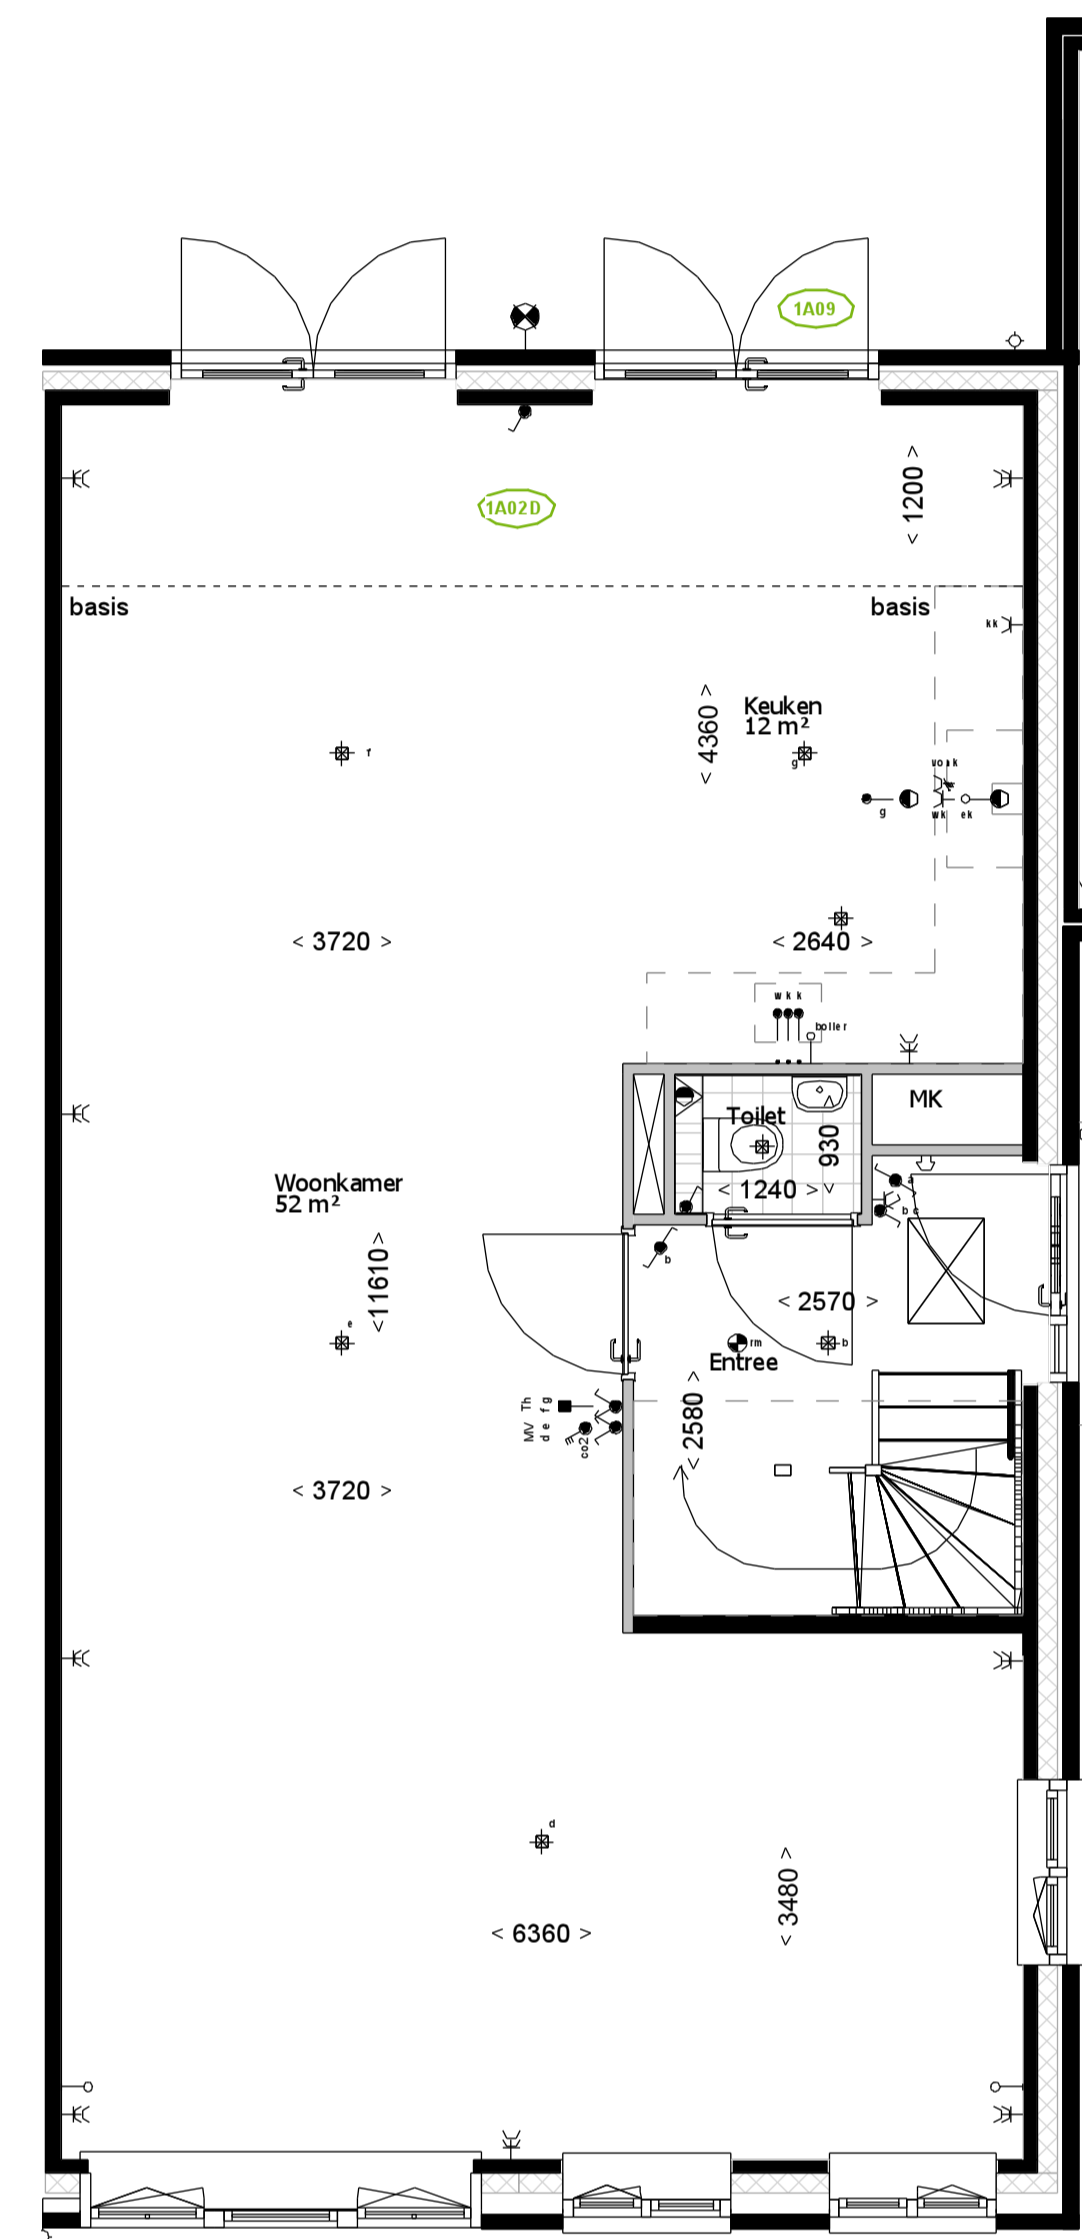 1A09
1A02D
< 1200 >
basis
basis
kk
Keuken
12 m²
< 4360 >
f
g
g
wk
ek
< 3720 >
< 2640 >
w k k
boiler
MK
Toilet
930 >
< 1240 >
a
b c
Woonkamer
52 m²
<11610>
b
< 2570 >
e
rm
b
Entree
< 2580 >
MV Th
d e f g
co2
< 3720 >
d
< 3480 >
< 6360 >